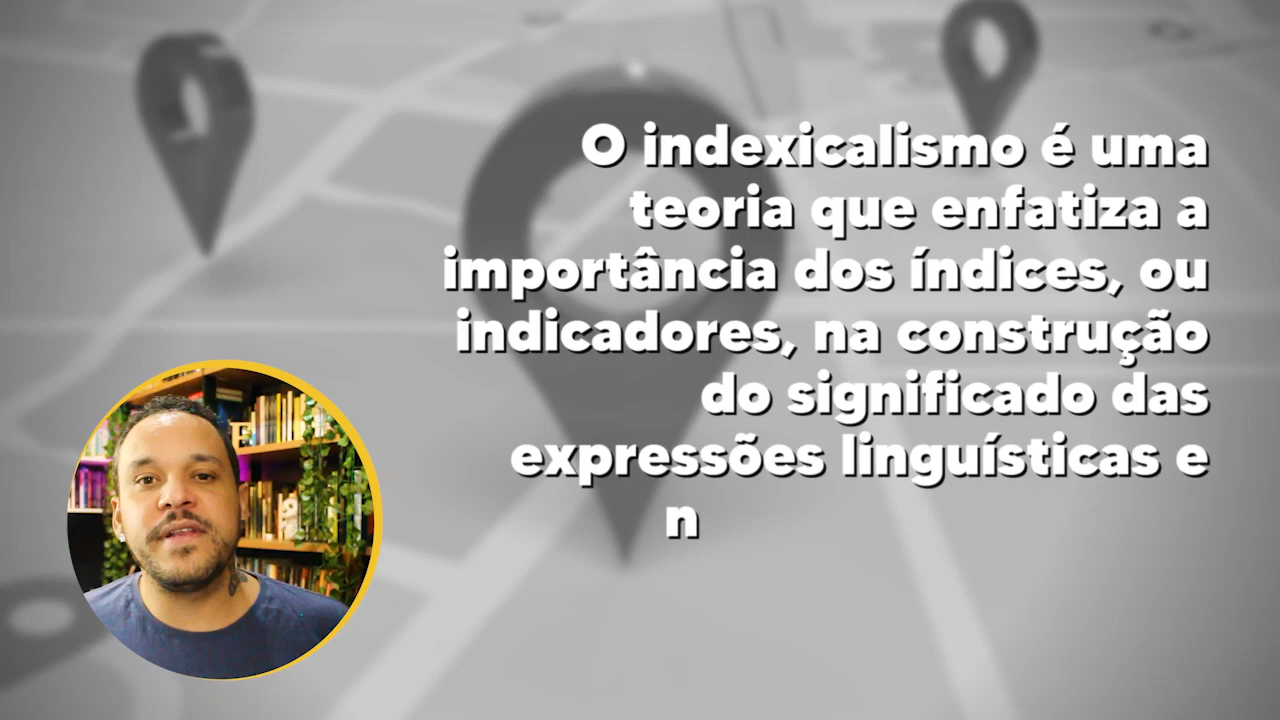 O indexicalismo é uma
teoria que enfatiza a
importância dos índices, ou
indicadores, na construção
do significado das
expressões linguísticas e
n